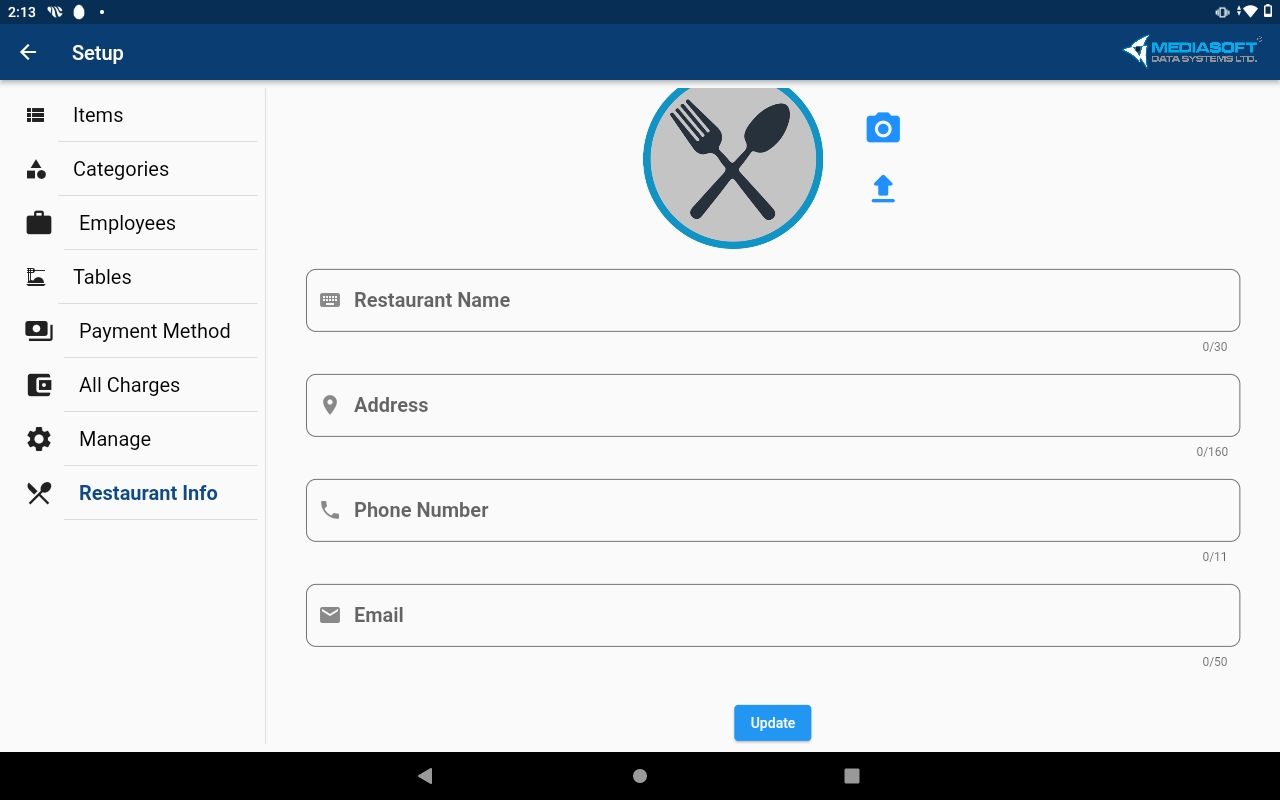 2:13
Setup
MEDIASOFT
DATA SYSTEMS LTD.
Items
Categories
Employees
Tables
Payment Method
All Charges
Manage
Restaurant Info
Restaurant Name
0/30
Address
0/160
Phone Number
0/11
Email
0/50
Update